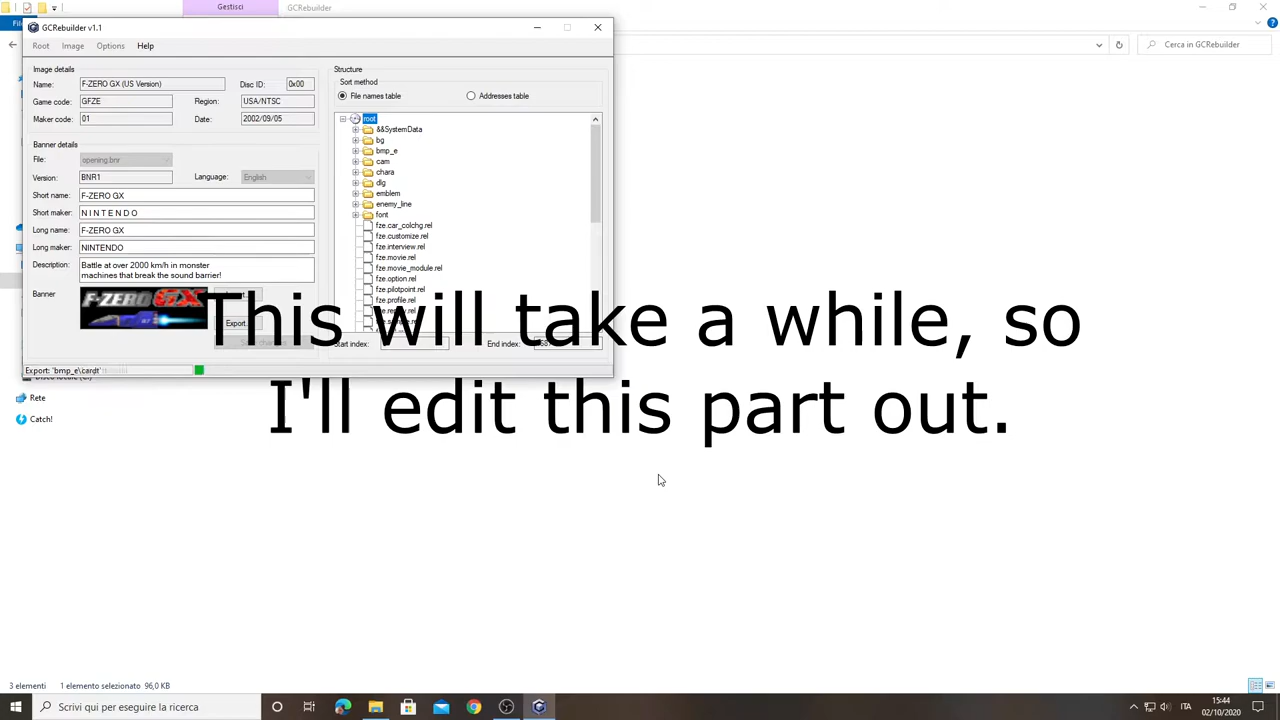 Gestisci
GCRebuilder
File
GCRebuilder v1.1
Root
Image
Options
Help
Cerca in GCRebuilder
Image details
Name:
F-ZERO GX (US Version)
Disc ID:
0x00
Game code:
GFZE
Region:
USA/NTSC
Maker code:
01
Date:
2002/09/05
Banner details
File:
opening.bnr
Version:
BNR1
Language:
English
Short name:
F-ZERO GX
Short maker:
N I N T E N D O
Long name:
F-ZERO GX
Long maker:
NINTENDO
Description:
Battle at over 2000 km/h in monster
machines that break the sound barrier!
Banner
F-ZERO GX
Export...
Structure
Sort method
File names table
Addresses table
root
&&SystemData
bg
bmp_e
cam
chara
dlg
emblem
enemy_line
font
fze.car_colchg.rel
fze.customize.rel
fze.interview.rel
fze.movie.rel
fze.movie_module.rel
fze.option.rel
fze.pilotpoint.rel
fze.profile.rel
Start index:
End index:
This will take a while, so
I'll edit this part out.
Rete
Catch!
3 elementi
1 elemento selezionato 96,0 KB
Scrivi qui per eseguire la ricerca
ITA
15:44
02/10/2020